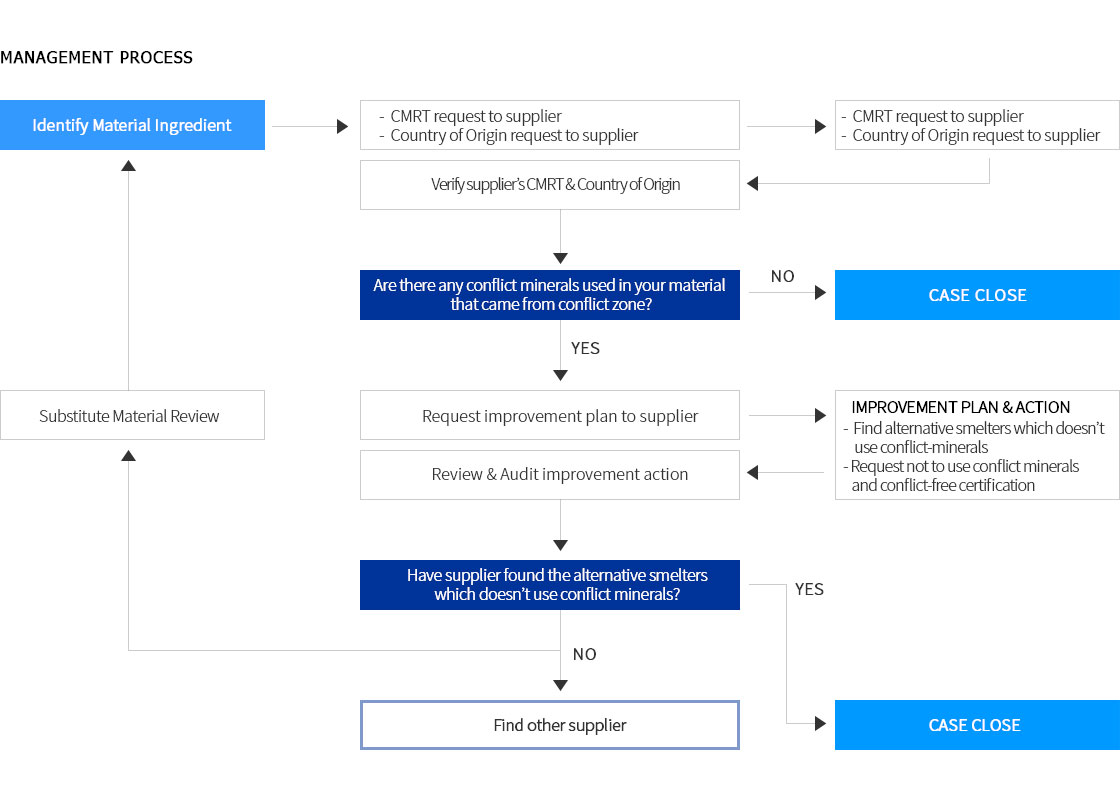 MANAGEMENT PROCESS
Identify Material Ingredient
- CMRT request to supplier
- Country of Origin request to supplier
- CMRT request to supplier
- Country of Origin request to supplier
Verify supplier's CMRT & Country of Origin
Are there any conflict minerals used in your material
that came from conflict zone?
NO
CASE CLOSE
YES
Substitute Material Review
Request improvement plan to supplier
IMPROVEMENT PLAN & ACTION
- Find alternative smelters which doesn't
use conflict-minerals
- Request not to use conflict minerals
and conflict-free certification
Review & Audit improvement action
Have supplier found the alternative smelters
which doesn't use conflict minerals?
YES
NO
Find other supplier
CASE CLOSE